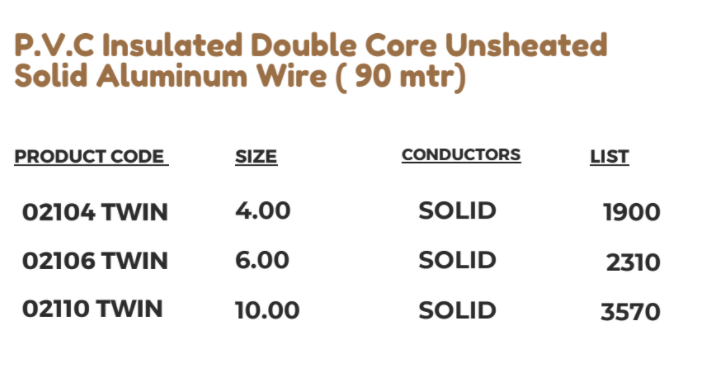 P.V.C Insulated Double Core Unsheated
Solid Aluminum Wire ( 90 mtr)
PRODUCT CODE SIZE CONDUCTORS LIST
02104 TWIN 4.00 SOLID 1900
02106 TWIN 6.00 SOLID 2310
02110 TWIN 10.00 SOLID 3570